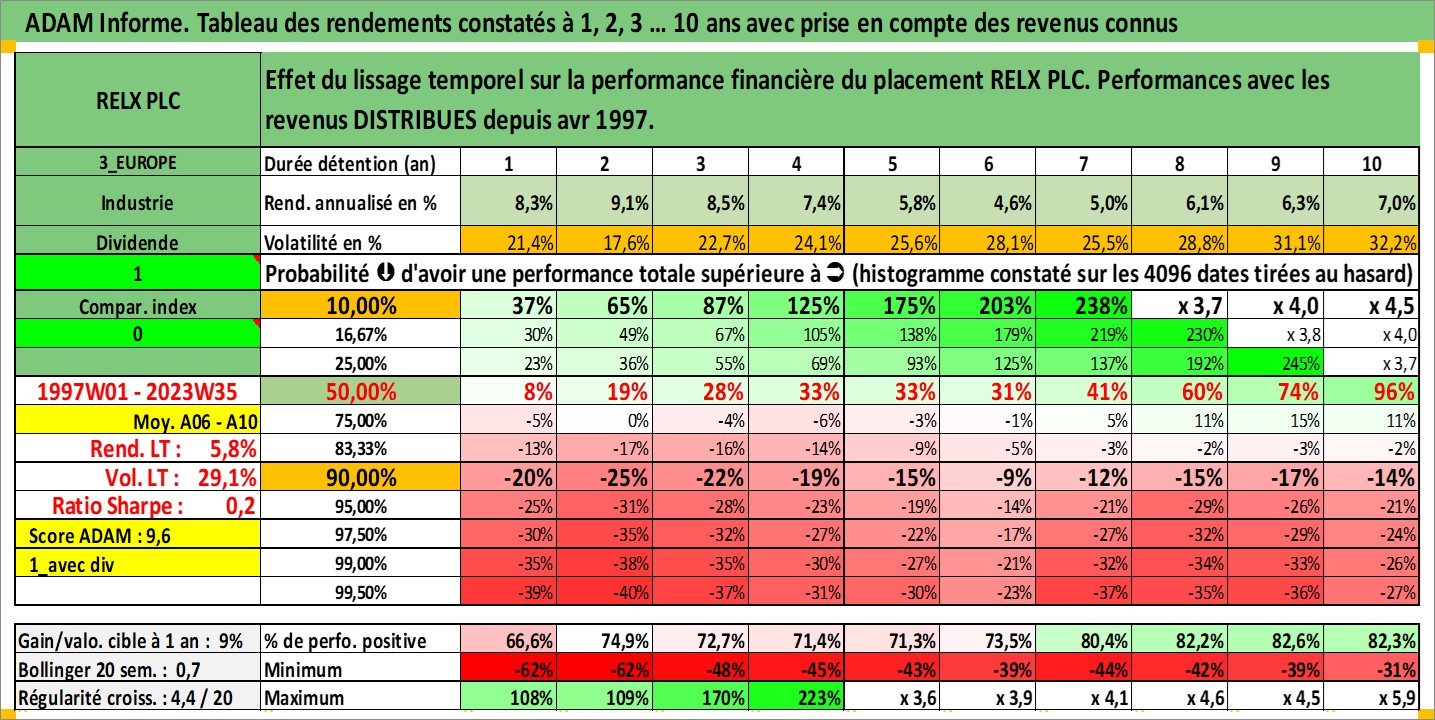 ADAM Informe. Tableau des rendements constatés à 1, 2, 3 ... 10 ans avec prise en compte des revenus connus
RELX PLC
Effet du lissage temporel sur la performance financière du placement RELX PLC. Performances avec les
revenus DISTRIBUES depuis avr 1997.
3_EUROPE Durée détention (an) 1 2 3 4 5 6 7 8 9 10
Industrie Rend. annualisé en % 8,3% 9,1% 8,5% 7,4% 5,8% 4,6% 5,0% 6,1% 6,3% 7,0%
Dividende Volatilité en % 21,4% 17,6% 22,7% 24,1% 25,6% 28,1% 25,5% 28,8% 31,1% 32,2%
1 Probabilité d'avoir une performance totale supérieure à (histogramme constaté sur les 4096 dates tirées au hasard)
Compar. index 10,00% 37% 65% 87% 125% 175% 203% 238% x 3,7 x 4,0 x 4,5
0 16,67% 30% 49% 67% 105% 138% 179% 219% 230% x 3,8 x 4,0
25,00% 23% 36% 55% 69% 93% 125% 137% 192% 245% x 3,7
1997W01 - 2023W35 50,00% 8% 19% 28% 33% 33% 31% 41% 60% 74% 96%
Moy. A06 - A10 75,00% -5% 0% -4% -6% -3% -1% 5% 11% 15% 11%
Rend. LT : 5,8% 83,33% -13% -17% -16% -14% -9% -5% -3% -2% -3% -2%
Vol. LT : 29,1% 90,00% -20% -25% -22% -19% -15% -9% -12% -15% -17% -14%
Ratio Sharpe : 0,2 95,00% -25% -31% -28% -23% -19% -14% -21% -29% -26% -21%
Score ADAM : 9,6 97,50% -30% -35% -32% -27% -22% -17% -28% -32% -29% -24%
1_avec div 99,00% -35% -38% -35% -30% -27% -21% -32% -34% -33% -26%
99,50% -39% -40% -37% -31% -30% -23% -37% -35% -36% -27%
Gain/valo. cible à 1 an : 9% % de perfo. positive 66,6% 74,9% 72,7% 71,4% 71,3% 73,5% 80,4% 82,2% 82,6% 82,3%
Bollinger 20 sem. : 0,7 Minimum -62% -62% -48% -45% -43% -39% -44% -42% -39% -31%
Régularité croiss. : 4,4 / 20 Maximum 108% 109% 170% 223% x 3,6 x 3,9 x 4,1 x 4,6 x 4,5 x 5,9